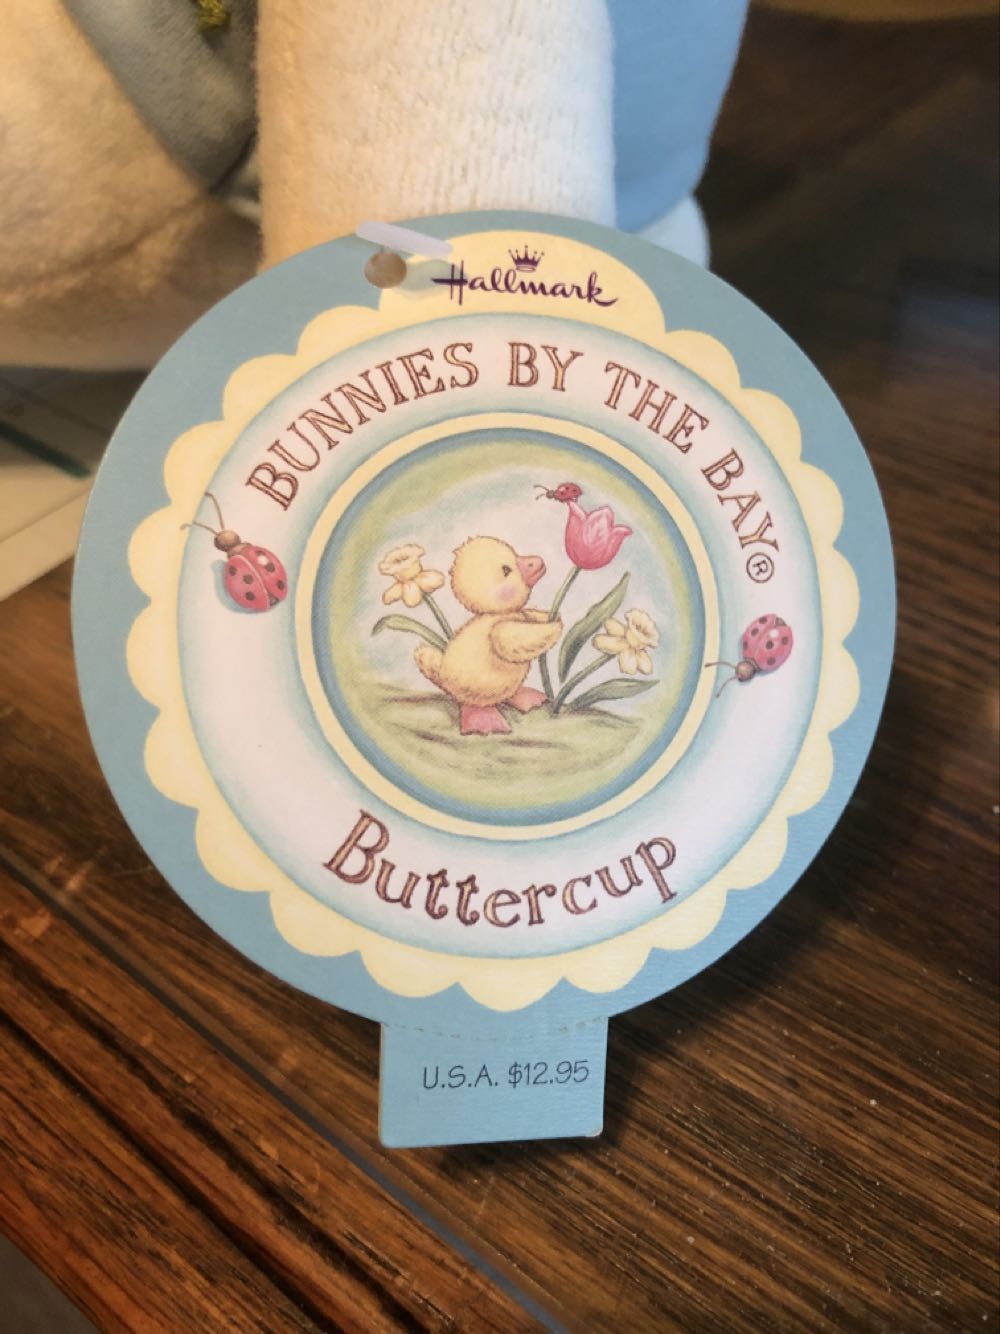 Hallmark
BUNNIES BY THE BAY®
Buttercup
U.S.A. $12.95